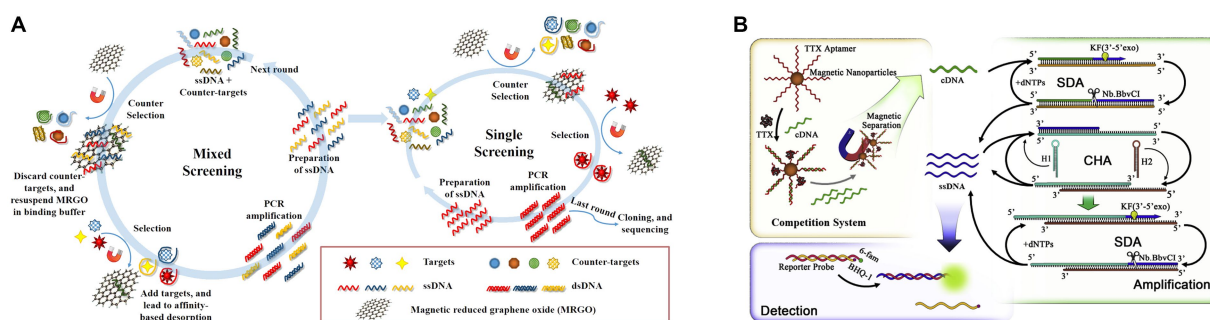 A
ssDNA +
Counter-targets
Next round
Counter
Selection
Mixed
Screening
Discard counter-
targets, and
resuspend MRGO
in binding buffer
Selection
Add targets, and
lead to affinity-
based desorption
PCR
amplification
Preparation
of ssDNA
Counter
Selection
Single
Screening
Selection
Preparation
of ssDNA
PCR
amplification
Last round
Cloning, and
sequencing
Targets
Counter-targets
ssDNA
dsDNA
Magnetic reduced graphene oxide (MRGO)
B
TTX Aptamer
Magnetic Nanoparticles
TTX
cDNA
Magnetic
Separation
Competition System
cDNA
ssDNA
5' KF(3'-5'exo)
3' 5'
+dNTPs
SDA
Nb.BbvCI
5' 3'
3' 5'
5' 3'
3' 5'
H1
CHA
H2
5' 3'
3' 5'
KF(3'-5'exo)
5' 3'
3' 5'
+dNTPs
SDA
Nb.BbvCI
5' 3'
3' 5'
Amplification
6-fam
Reporter Probe
BHQ-1
Detection